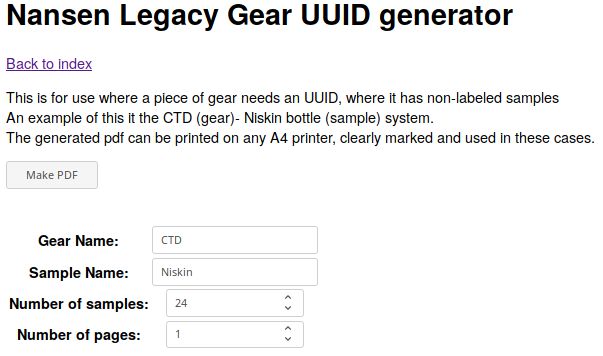 Nansen Legacy Gear UUID generator
Back to index
This is for use where a piece of gear needs an UUID, where it has non-labeled samples
An example of this it the CTD (gear)- Niskin bottle (sample) system.
The generated pdf can be printed on any A4 printer, clearly marked and used in these cases.
Make PDF
Gear Name: CTD
Sample Name: Niskin
Number of samples: 24
Number of pages: 1